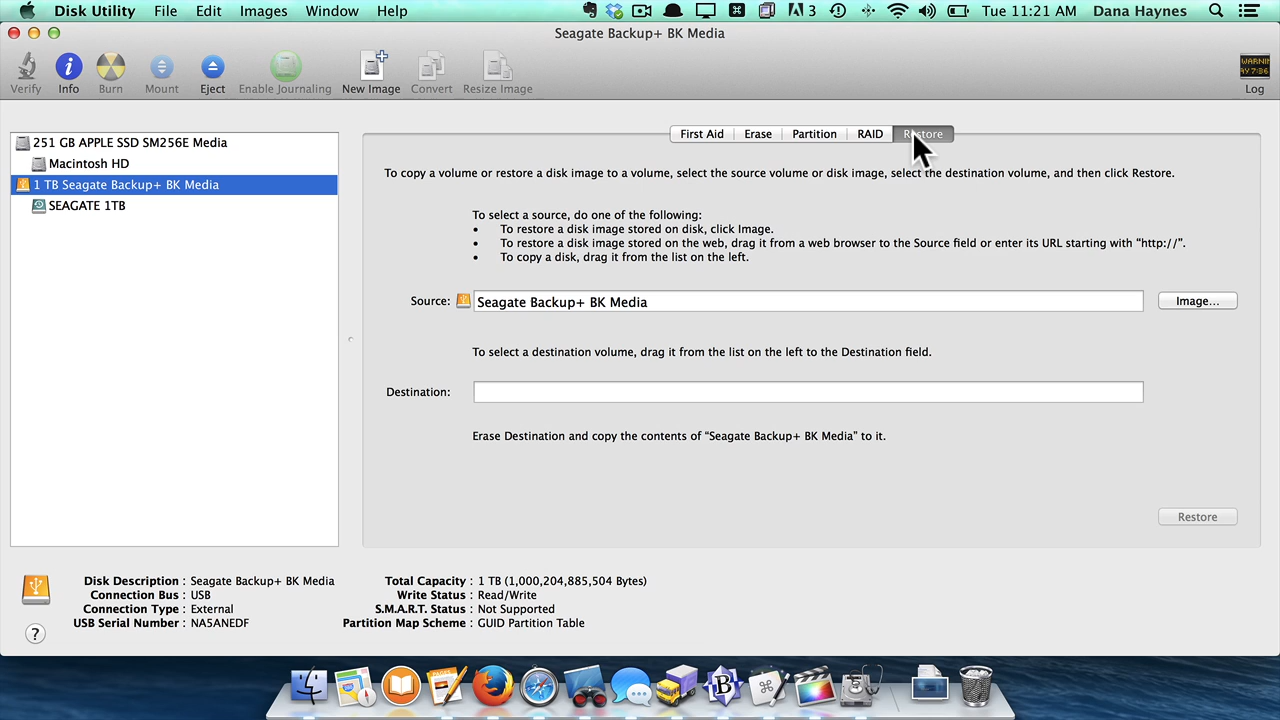 Disk Utility File Edit Images Window Help 3 Tue 11:21 AM Dana Haynes
Seagate Backup+ BK Media
Verify Info Burn Mount Eject Enable Journaling New Image Convert Resize Image Log
WARNIN
AY 7:86
251 GB APPLE SSD SM256E Media
Macintosh HD
1 TB Seagate Backup+ BK Media
SEAGATE 1TB
First Aid Erase Partition RAID Restore
To copy a volume or restore a disk image to a volume, select the source volume or disk image, select the destination volume, and then click Restore.
To select a source, do one of the following:
• To restore a disk image stored on disk, click Image.
• To restore a disk image stored on the web, drag it from a web browser to the Source field or enter its URL starting with “http://”.
• To copy a disk, drag it from the list on the left.
Source: Seagate Backup+ BK Media Image...
To select a destination volume, drag it from the list on the left to the Destination field.
Destination:
Erase Destination and copy the contents of “Seagate Backup+ BK Media” to it.
Restore
Disk Description : Seagate Backup+ BK Media
Connection Bus : USB
Connection Type : External
USB Serial Number : NA5ANEDF
Total Capacity : 1 TB (1,000,204,885,504 Bytes)
Write Status : Read/Write
S.M.A.R.T. Status : Not Supported
Partition Map Scheme : GUID Partition Table
?